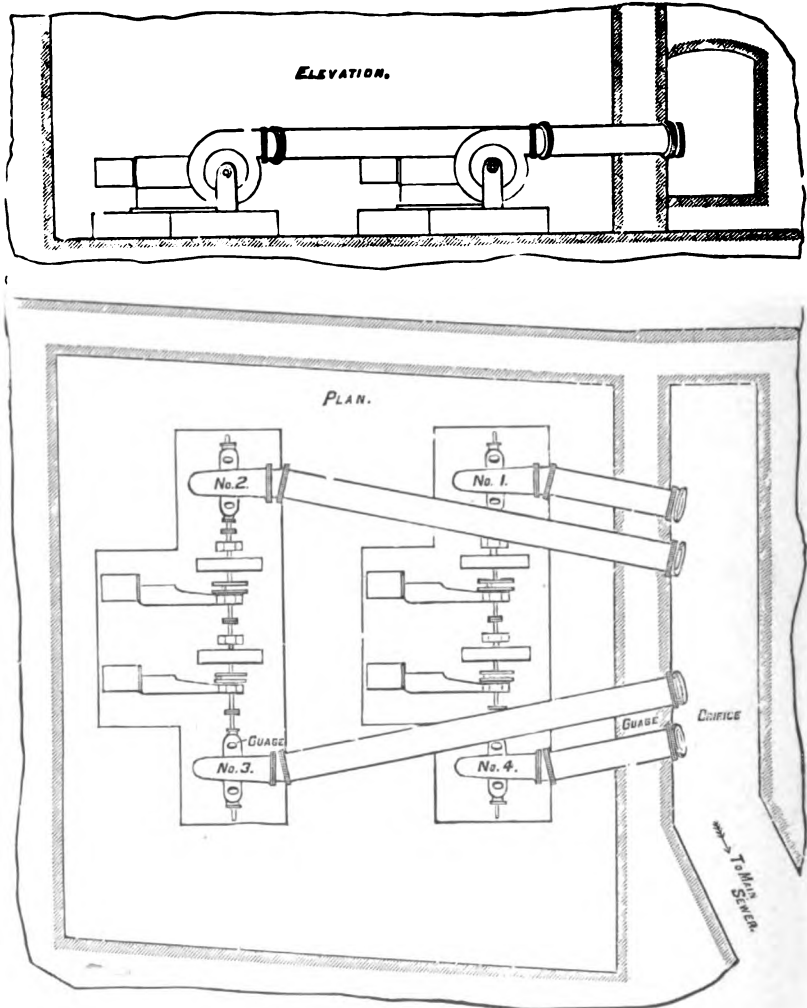 ELEVATION.
PLAN.
No. 2.
No. 1.
GUAGE
No. 3.
No. 4.
GUAGE
ORIFICE
TO MAIN
SEWER.